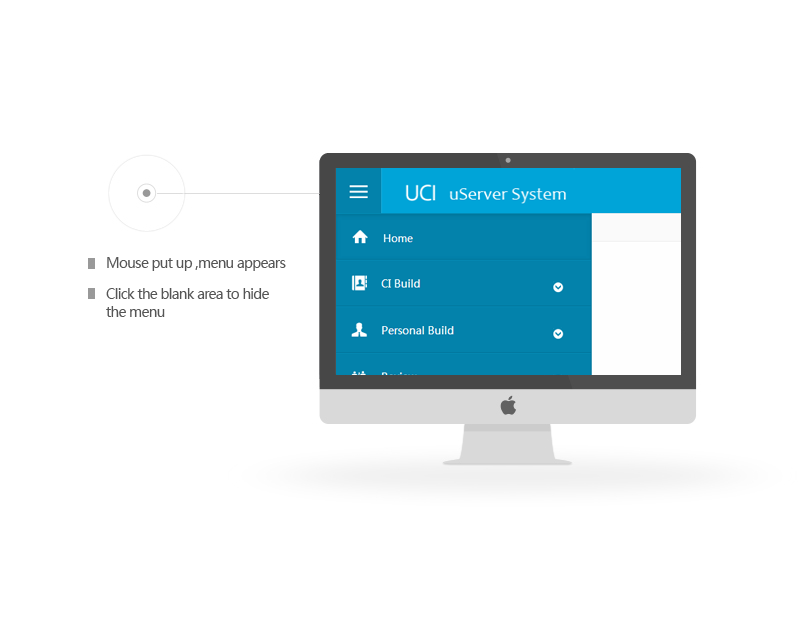 UCI uServer System
Home
Mouse put up ,menu appears
CI Build
Click the blank area to hide
the menu
Personal Build